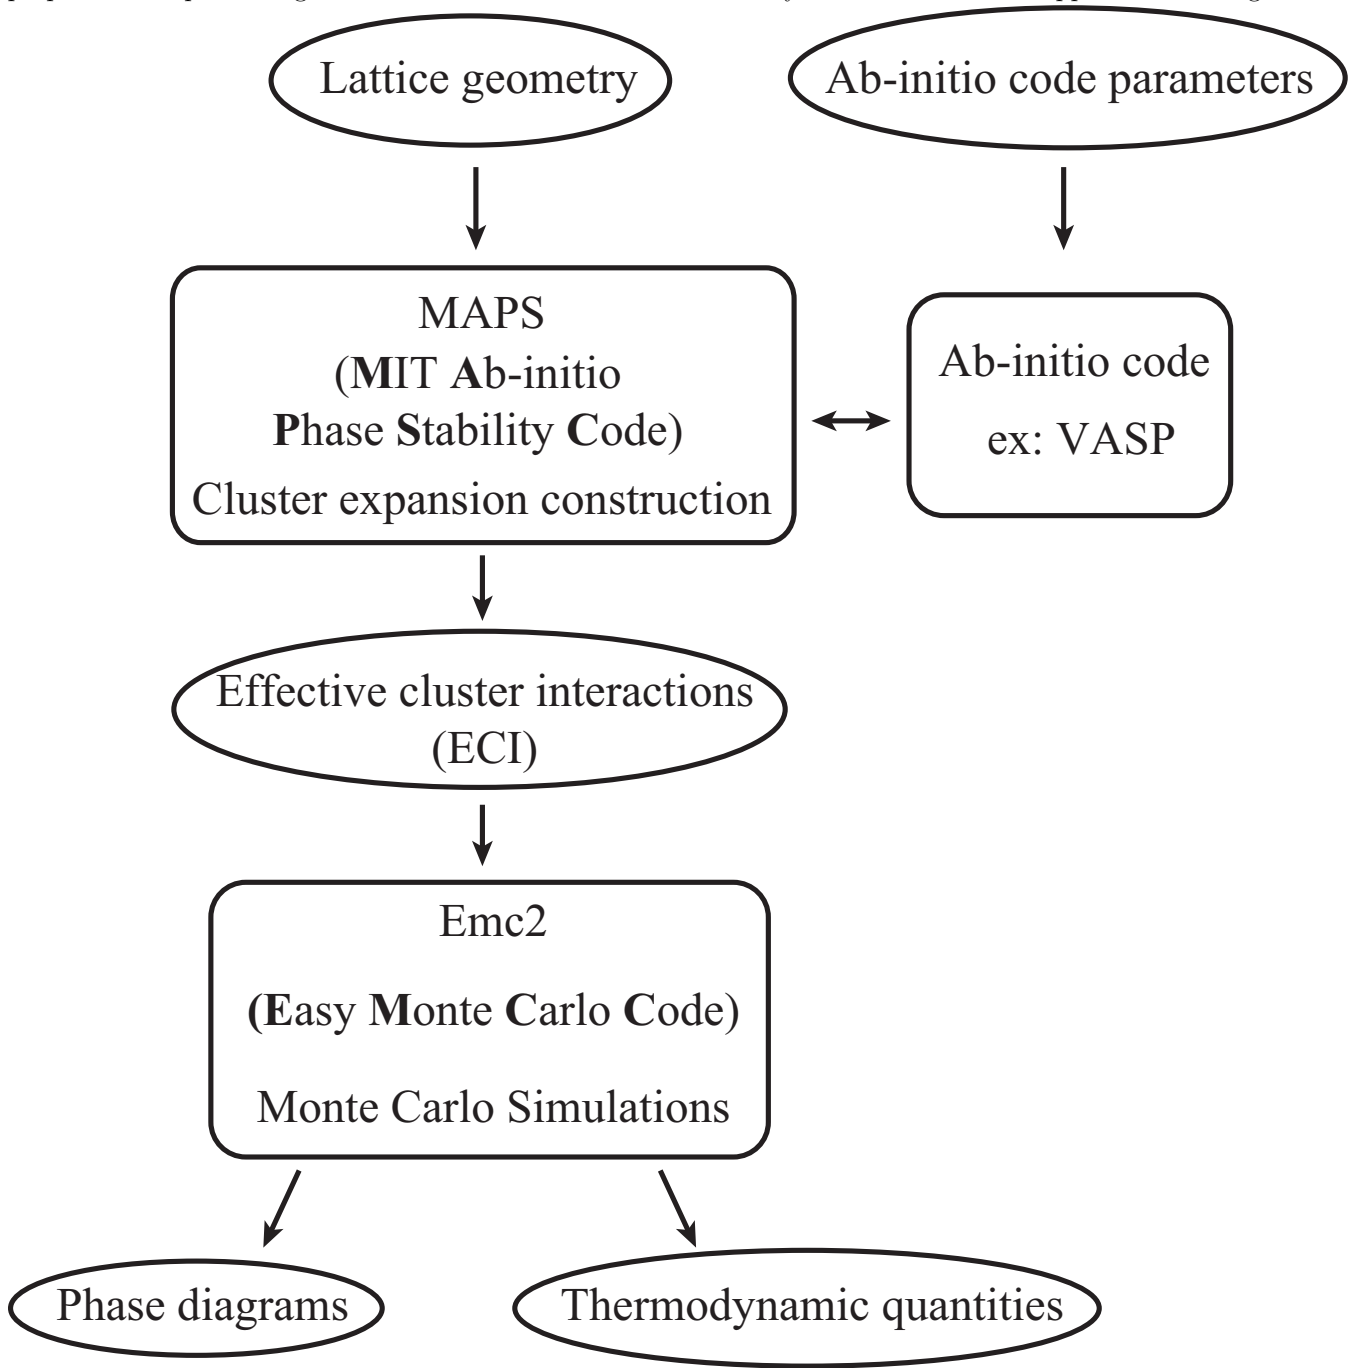 Lattice geometry
Ab-initio code parameters
MAPS
(MIT Ab-initio
Phase Stability Code)
Cluster expansion construction
Ab-initio code
ex: VASP
Effective cluster interactions
(ECI)
Emc2
(Easy Monte Carlo Code)
Monte Carlo Simulations
Phase diagrams
Thermodynamic quantities